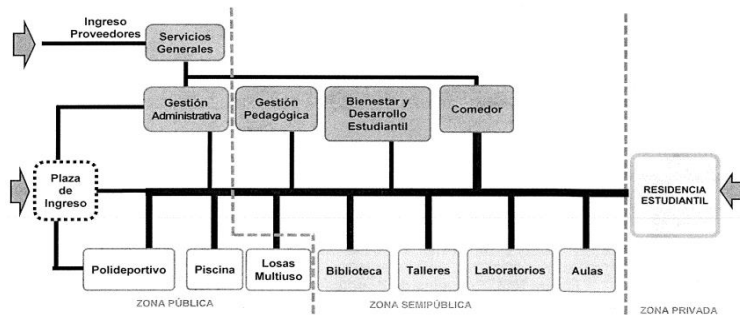 Ingreso
Proveedores
Servicios
Generales
Gestión
Administrativa
Gestión
Pedagógica
Bienestar y
Desarrollo
Estudiantil
Comedor
Plaza
de
Ingreso
RESIDENCIA
ESTUDIANTIL
Polideportivo
Piscina
Losas
Multiuso
Biblioteca
Talleres
Laboratorios
Aulas
ZONA PÚBLICA
ZONA SEMIPÚBLICA
ZONA PRIVADA